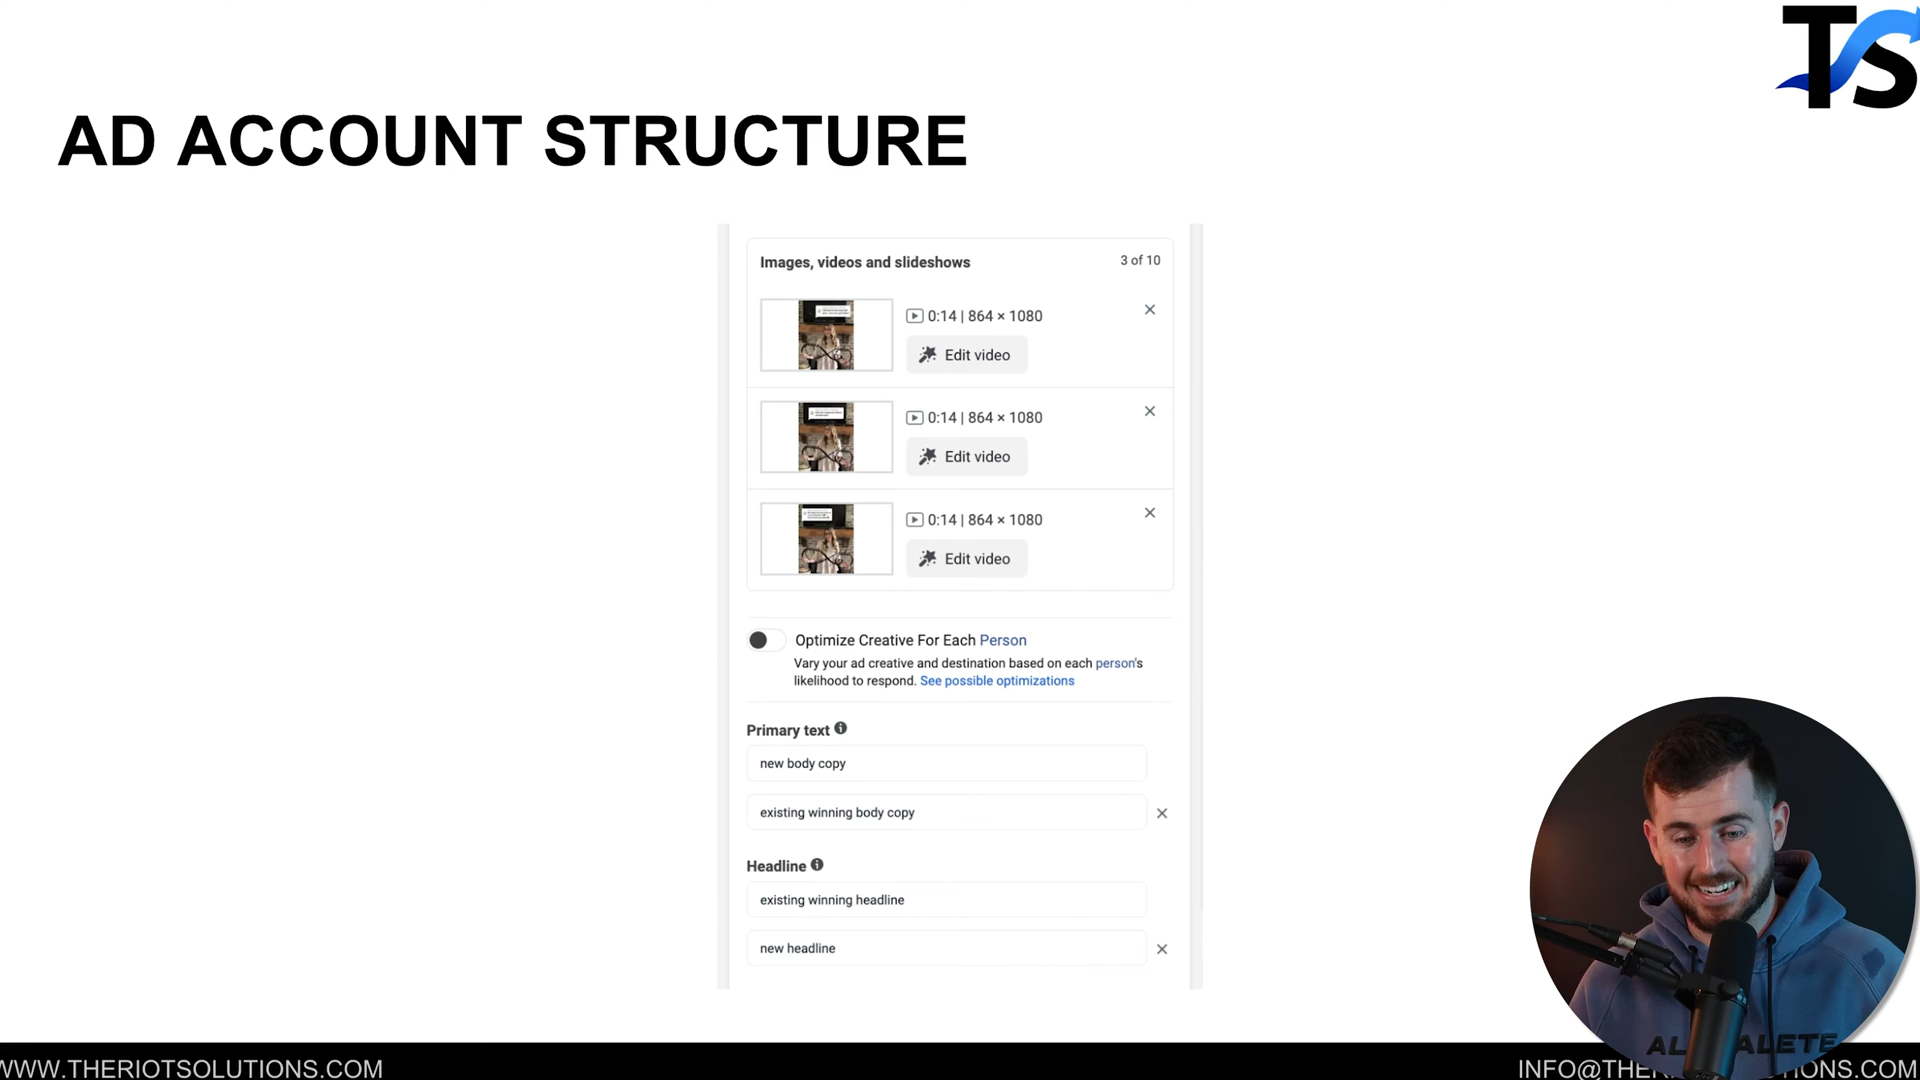 TS
AD ACCOUNT STRUCTURE
Images, videos and slideshows
3 of 10
0:14 | 864 × 1080
Edit video
0:14 | 864 × 1080
Edit video
0:14 | 864 × 1080
Edit video
Optimize Creative For Each Person
Vary your ad creative and destination based on each person's
likelihood to respond. See possible optimizations
Primary text
new body copy
existing winning body copy
Headline
existing winning headline
new headline
WWW.THERIOTSOLUTIONS.COM